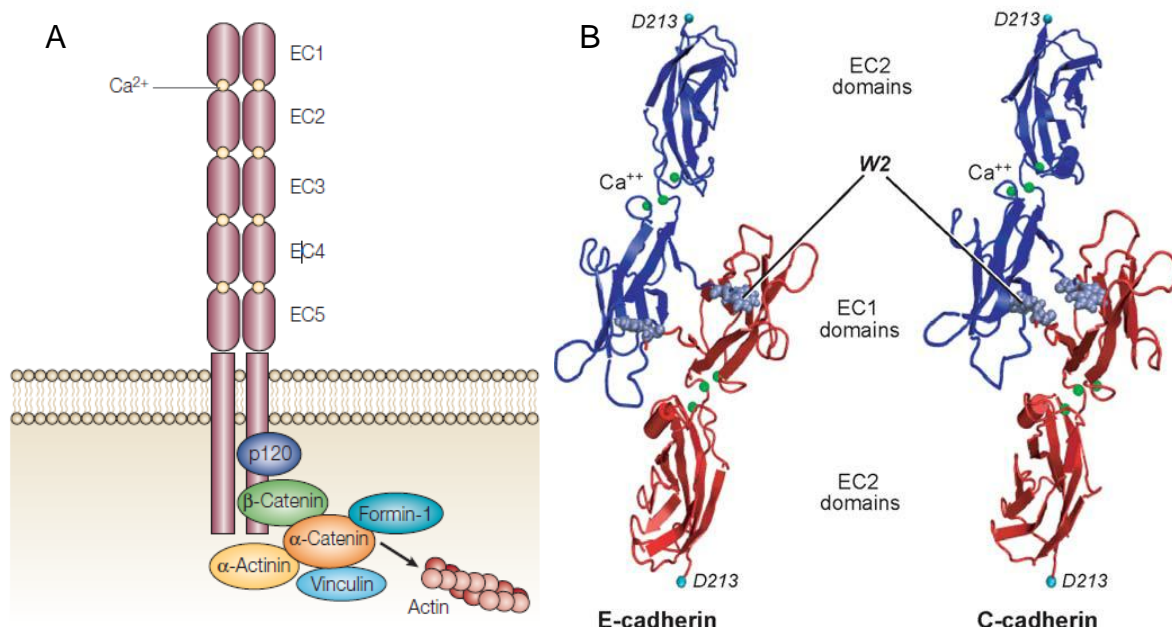 A
EC1
Ca2+
EC2
EC3
EC4
EC5
p120
β-Catenin
Formin-1
α-Catenin
α-Actinin
Vinculin
Actin
B
D213
D213
EC2
domains
W2
Ca++
Ca++
EC1
domains
EC2
domains
D213
D213
E-cadherin
C-cadherin